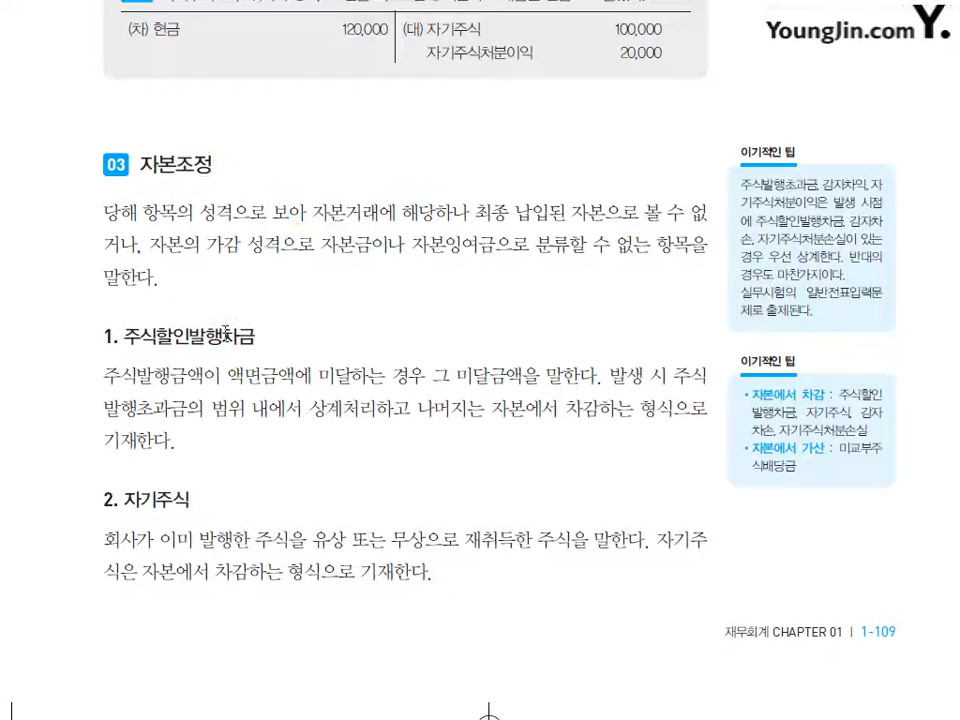 YoungJin.com Y.
(차) 현금 120,000 (대) 자기주식 100,000
자기주식처분이익 20,000
03 자본조정
당해 항목의 성격으로 보아 자본거래에 해당하나 최종 납입된 자본으로 볼 수 없
거나, 자본의 가감 성격으로 자본금이나 자본잉여금으로 분류할 수 없는 항목을
말한다.
1. 주식할인발행차금
주식발행금액이 액면금액에 미달하는 경우 그 미달금액을 말한다. 발생 시 주식
발행초과금의 범위 내에서 상계처리하고 나머지는 자본에서 차감하는 형식으로
기재한다.
2. 자기주식
회사가 이미 발행한 주식을 유상 또는 무상으로 재취득한 주식을 말한다. 자기주
식은 자본에서 차감하는 형식으로 기재한다.
이기적인 팁
주식발행초과금, 감자차익, 자
기주식처분이익은 발생 시점
에 주식할인발행차금, 감자차
손, 자기주식처분손실이 있는
경우 우선 상계한다. 반대의
경우도 마찬가지이다.
실무시험의 일반전표입력문
제로 출제된다.
이기적인 팁
• 자본에서 차감 : 주식할인
발행차금, 자기주식, 감자
차손, 자기주식처분손실
• 자본에서 가산 : 미교부주
식배당금
재무회계 CHAPTER 01 | 1-109